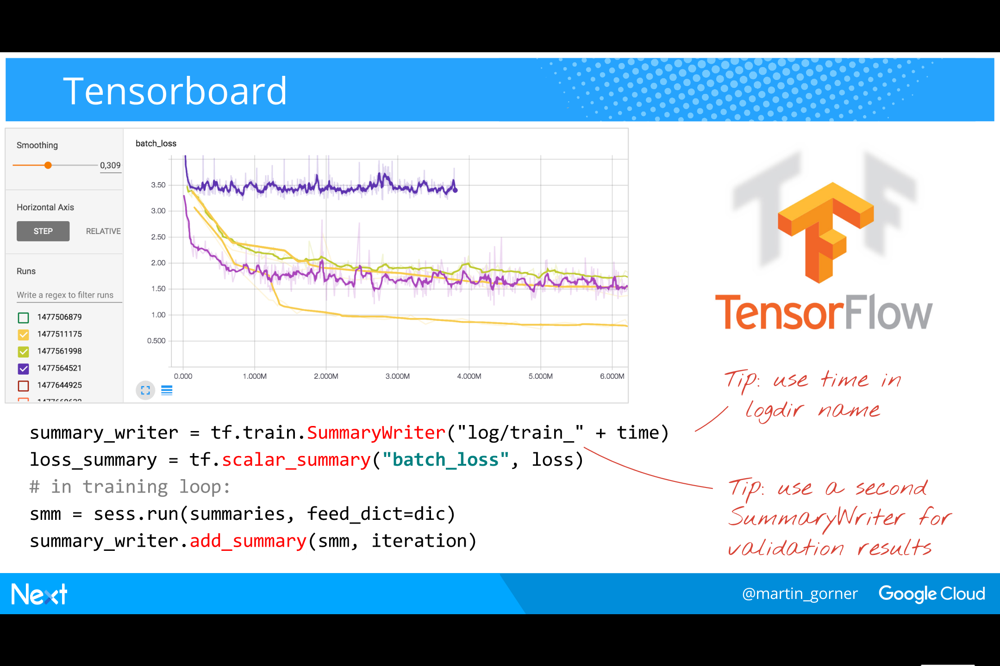 Tensorboard
Smoothing
0,309
Horizontal Axis
STEP RELATIVE
Runs
Write a regex to filter runs
1477506879
1477511175
1477561998
1477564521
1477644925
batch_loss
3.50
3.00
2.50
2.00
1.50
1.00
0.500
0.000 1.000M 2.000M 3.000M 4.000M 5.000M 6.000M
TensorFlow
Tip: use time in
logdir name
summary_writer = tf.train.SummaryWriter("log/train_" + time)
loss_summary = tf.scalar_summary("batch_loss", loss)
# in training loop:
smm = sess.run(summaries, feed_dict=dic)
summary_writer.add_summary(smm, iteration)
Tip: use a second
SummaryWriter for
validation results
Next
@martin_gorner Google Cloud